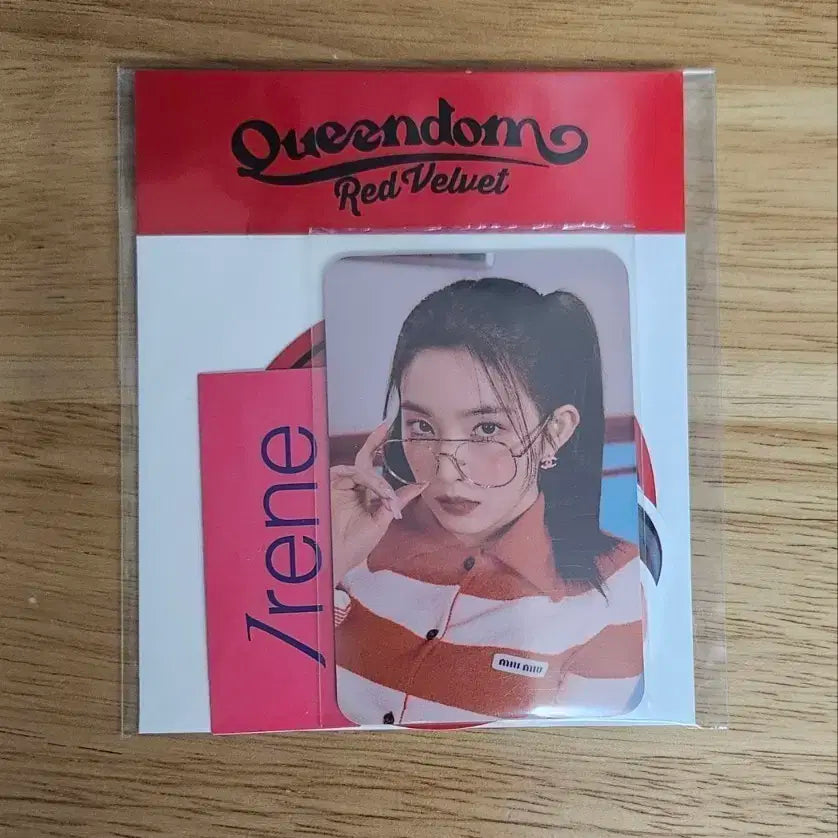 Queendom
Red Velvet
Irene
MIU MIU